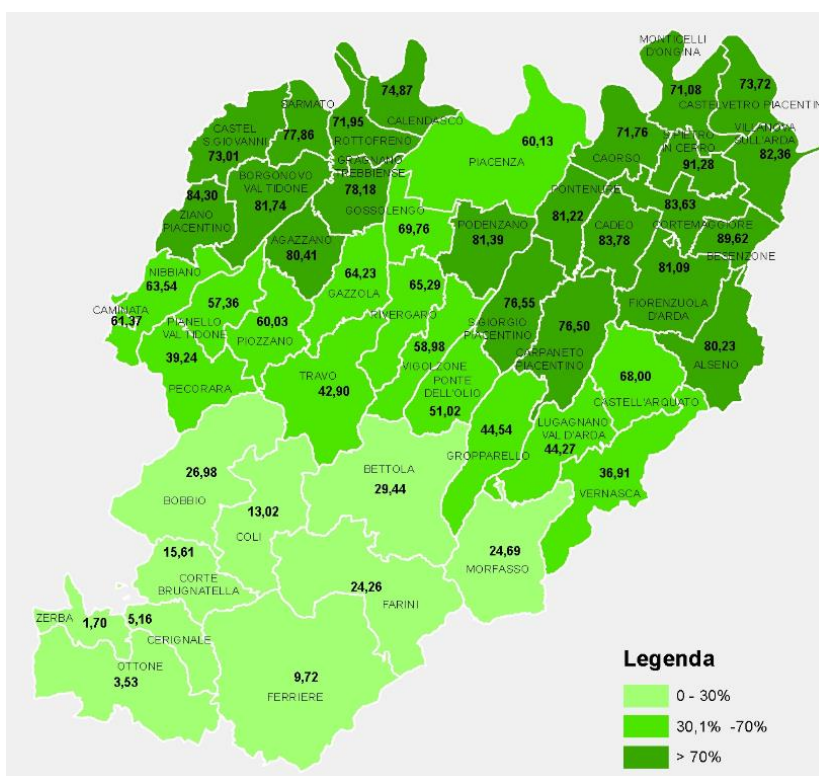 MONTICELLI
D'ONGINA
71,08
73,72
CASTELVETRO PIACENTIN
74,87
CALENDASCO
SARMATO
77,86
71,95
ROTTOFRENO
CASTEL
S.GIOVANNI
73,01
60,13
PIACENZA
71,76
CAORSO
S.PIETRO
IN CERRO
91,28
VILLANOVA
SULL'ARDA
82,36
GRAGNANO
TREBBIENSE
78,18
BORGONOVO
VAL TIDONE
81,74
84,30
ZIANO
PIACENTINO
GOSSOLENGO
69,76
PODENZANO
81,39
PONTENURE
81,22
CADEO
83,78
83,63
CORTEMAGGIORE
89,62
BESENZONE
AGAZZANO
80,41
NIBBIANO
63,54
64,23
GAZZOLA
65,29
RIVERGARO
81,09
FIORENZUOLA
D'ARDA
CAMINATA
61,37
57,36
PIANELLO
VAL TIDONE
60,03
PIOZZANO
76,55
S.GIORGIO
PIACENTINO
76,50
CARPANETO
PIACENTINO
80,23
ALSENO
39,24
PECORARA
TRAVO
42,90
58,98
VIGOLZONE
PONTE
DELL'OLIO
51,02
68,00
CASTELL'ARQUATO
44,54
GROPPARELLO
LUGAGNANO
VAL D'ARDA
44,27
36,91
VERNASCA
26,98
BOBBIO
BETTOLA
29,44
13,02
COLI
15,61
CORTE
BRUGNATELLA
24,69
MORFASSO
24,26
FARINI
ZERBA
1,70
5,16
CERIGNALE
OTTONE
3,53
9,72
FERRIERE
Legenda
0 - 30%
30,1% -70%
> 70%